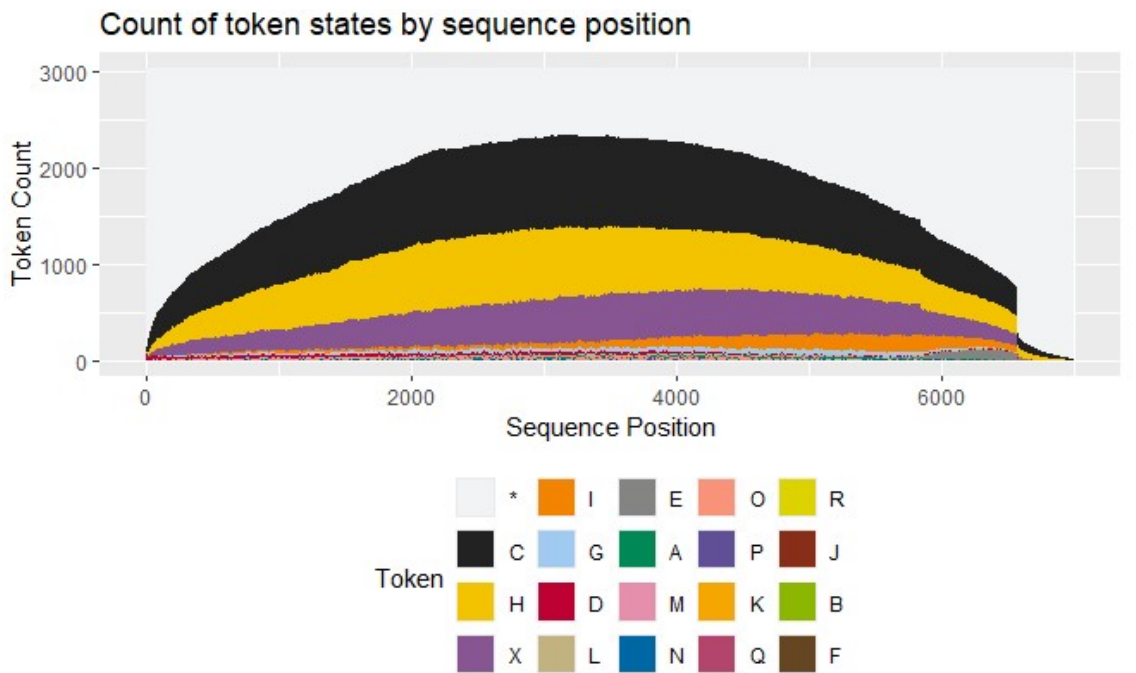 Count of token states by sequence position
3000
2000
1000
0
Token Count
0 2000 4000 6000
Sequence Position
Token
* I E O R
C G A P J
H D M K B
X L N Q F